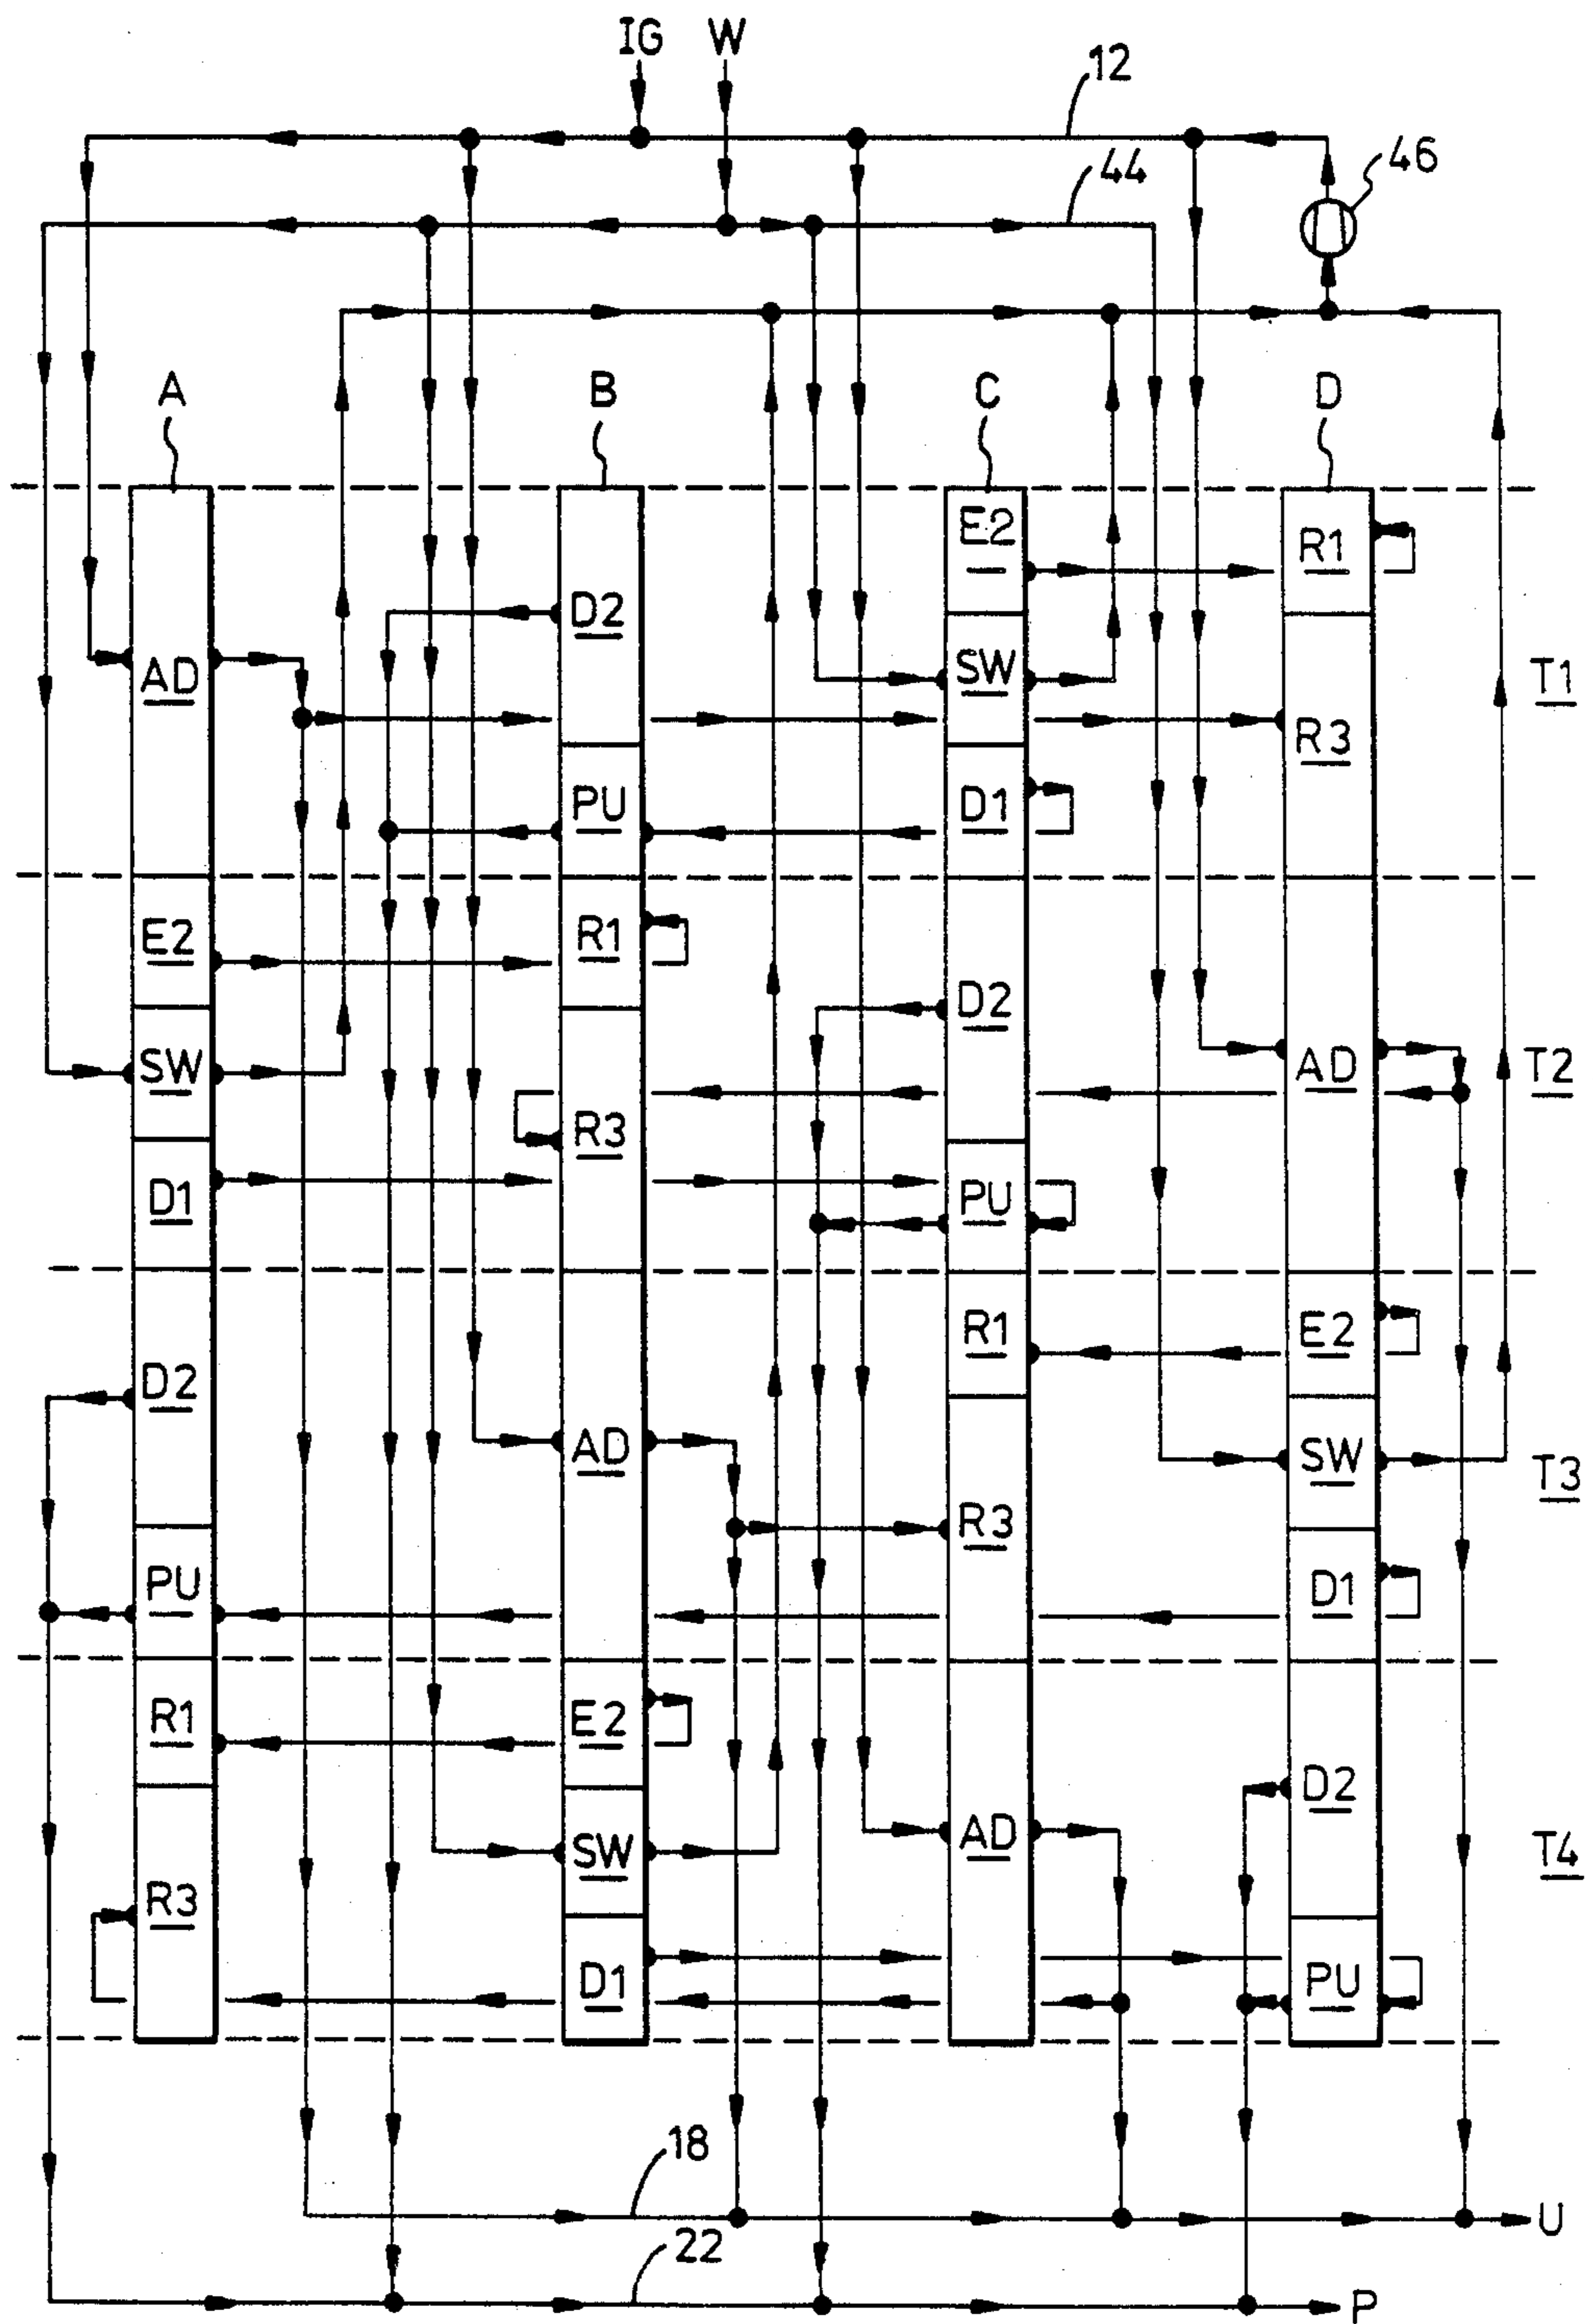 IG W
12
44
46
A B C D
E2 R1
D2
AD SW T1
R3
PU D1
E2 R1
D2
SW AD T2
R3
D1 PU
R1 E2
D2
AD SW T3
R3
PU D1
R1 E2
D2
SW AD T4
R3
D1 PU
18
U
22
P